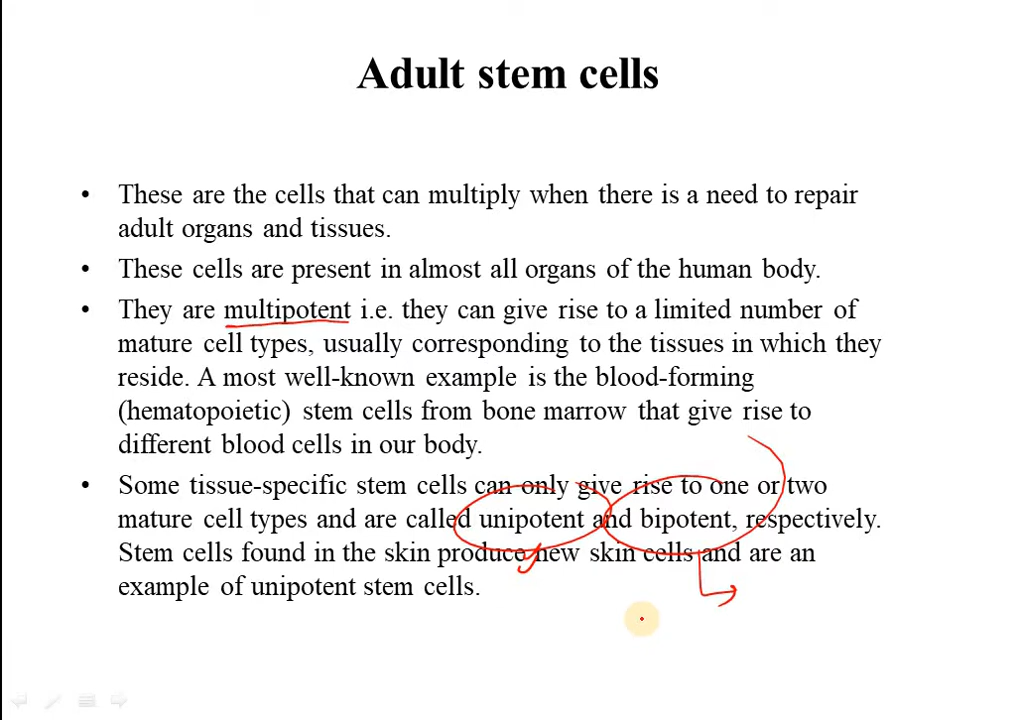 Adult stem cells
• These are the cells that can multiply when there is a need to repair
adult organs and tissues.
• These cells are present in almost all organs of the human body.
• They are multipotent i.e. they can give rise to a limited number of
mature cell types, usually corresponding to the tissues in which they
reside. A most well-known example is the blood-forming
(hematopoietic) stem cells from bone marrow that give rise to
different blood cells in our body.
• Some tissue-specific stem cells can only give rise to one or two
mature cell types and are called unipotent and bipotent, respectively.
Stem cells found in the skin produce new skin cells and are an
example of unipotent stem cells.